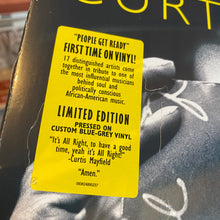 CURT
"PEOPLE GET READY"
FIRST TIME ON VINYL!
17 distinguished artists come
together in tribute to one of
the most influential musicians
behind soul and
politically conscious
African-American music.
LIMITED EDITION
PRESSED ON
CUSTOM BLUE-GREY VINYL
"It's All Right, to have a good
time, yeah it's All Right!"
-Curtis Mayfield
"Amen."